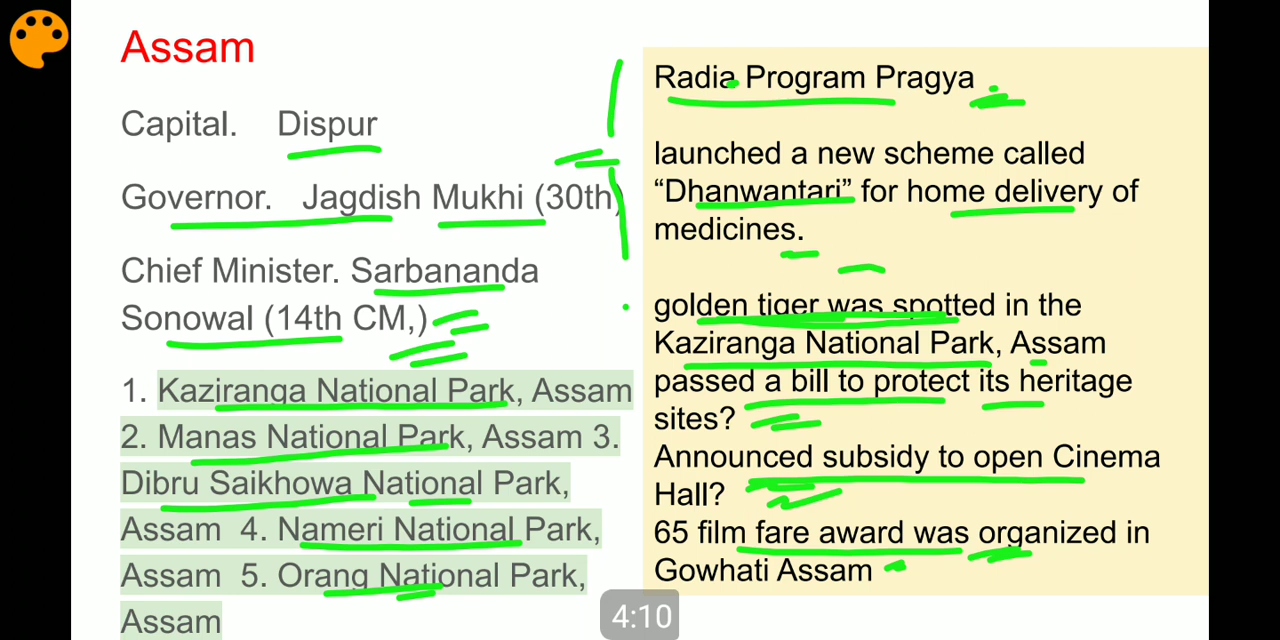 Assam
Capital. Dispur
Governor. Jagdish Mukhi (30th)
Chief Minister. Sarbananda
Sonowal (14th CM,)
1. Kaziranga National Park, Assam
2. Manas National Park, Assam 3.
Dibru Saikhowa National Park,
Assam 4. Nameri National Park,
Assam 5. Orang National Park,
Assam
Radia Program Pragya
launched a new scheme called
“Dhanwantari” for home delivery of
medicines.
golden tiger was spotted in the
Kaziranga National Park, Assam
passed a bill to protect its heritage
sites?
Announced subsidy to open Cinema
Hall?
65 film fare award was organized in
Gowhati Assam
4:10